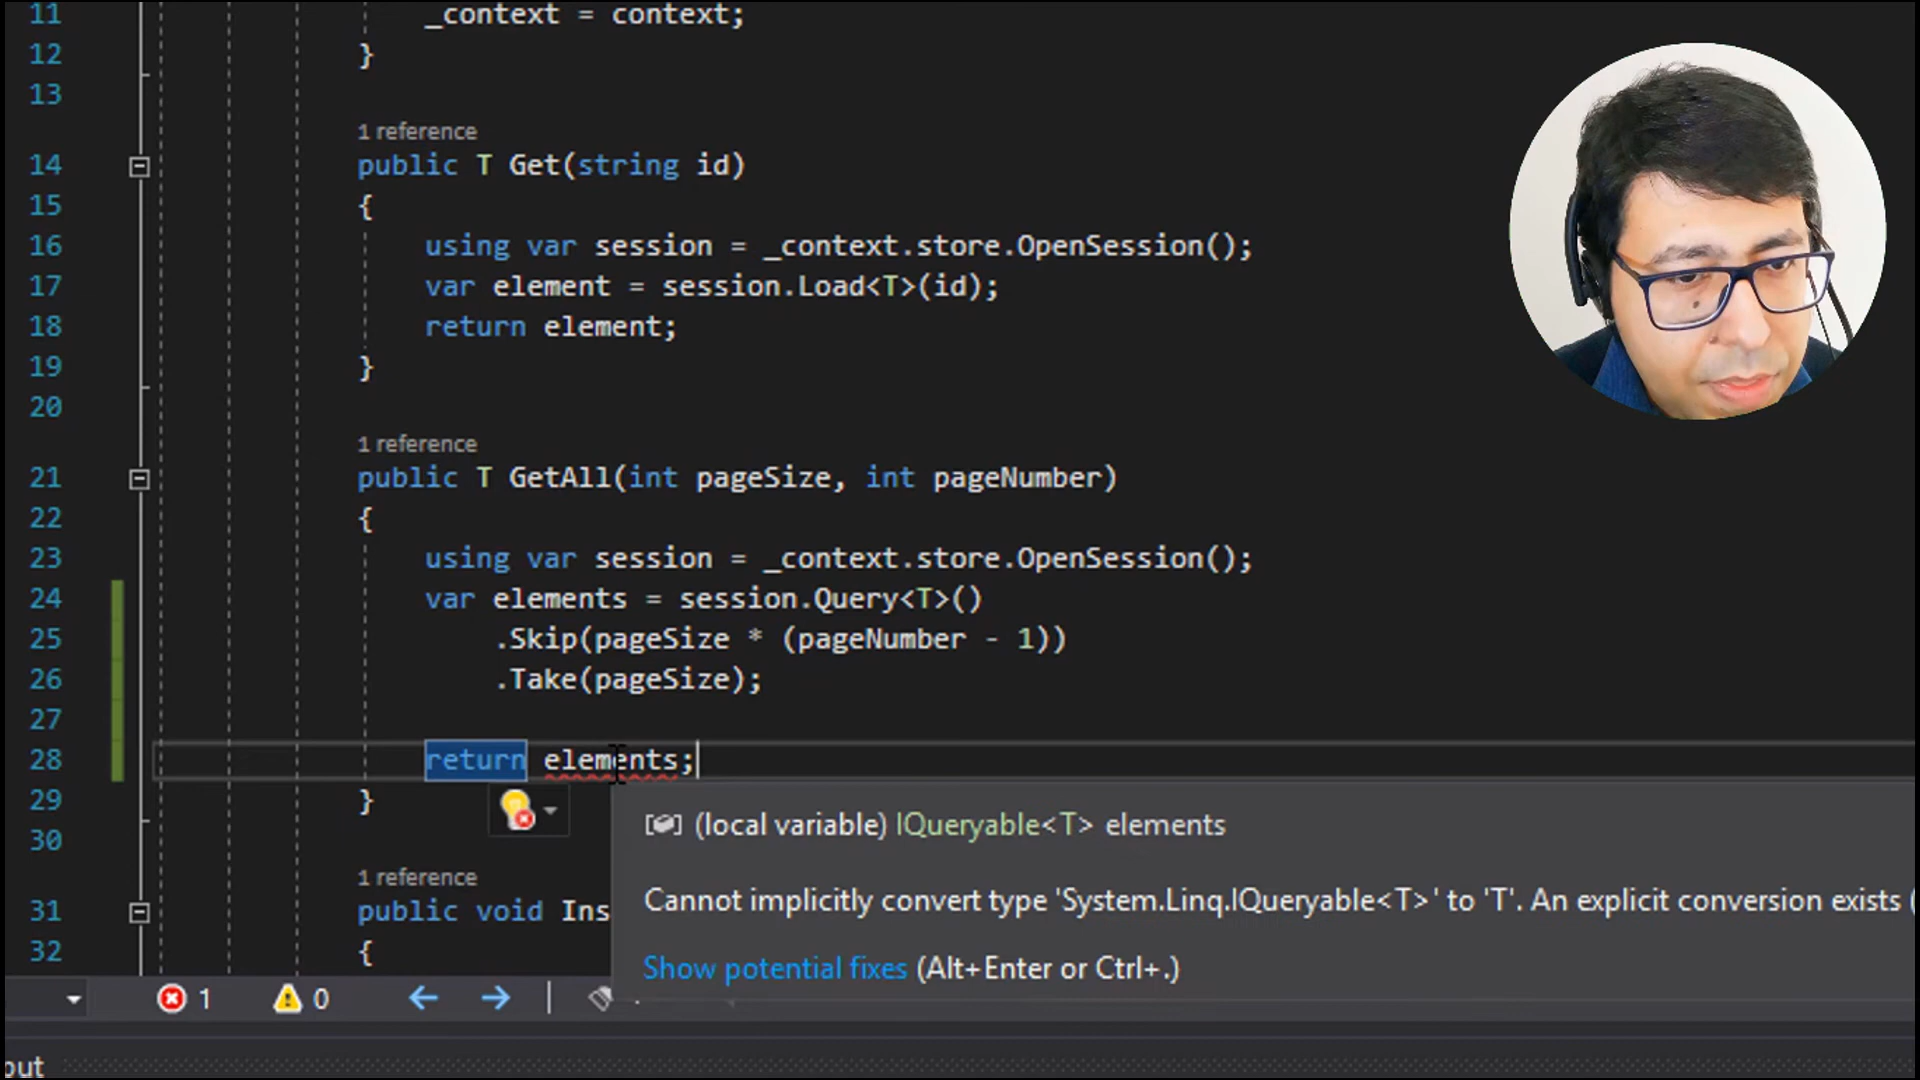 11 _context = context;
12 }
13
1 reference
14 public T Get(string id)
15 {
16 using var session = _context.store.OpenSession();
17 var element = session.Load<T>(id);
18 return element;
19 }
20
1 reference
21 public T GetAll(int pageSize, int pageNumber)
22 {
23 using var session = _context.store.OpenSession();
24 var elements = session.Query<T>()
25 .Skip(pageSize * (pageNumber - 1))
26 .Take(pageSize);
27
28 return elements;
29 }
(local variable) IQueryable<T> elements
30
1 reference
Cannot implicitly convert type 'System.Linq.IQueryable<T>' to 'T'. An explicit conversion exists (
31 public void Ins
32 {
Show potential fixes (Alt+Enter or Ctrl+.)
1 0
out